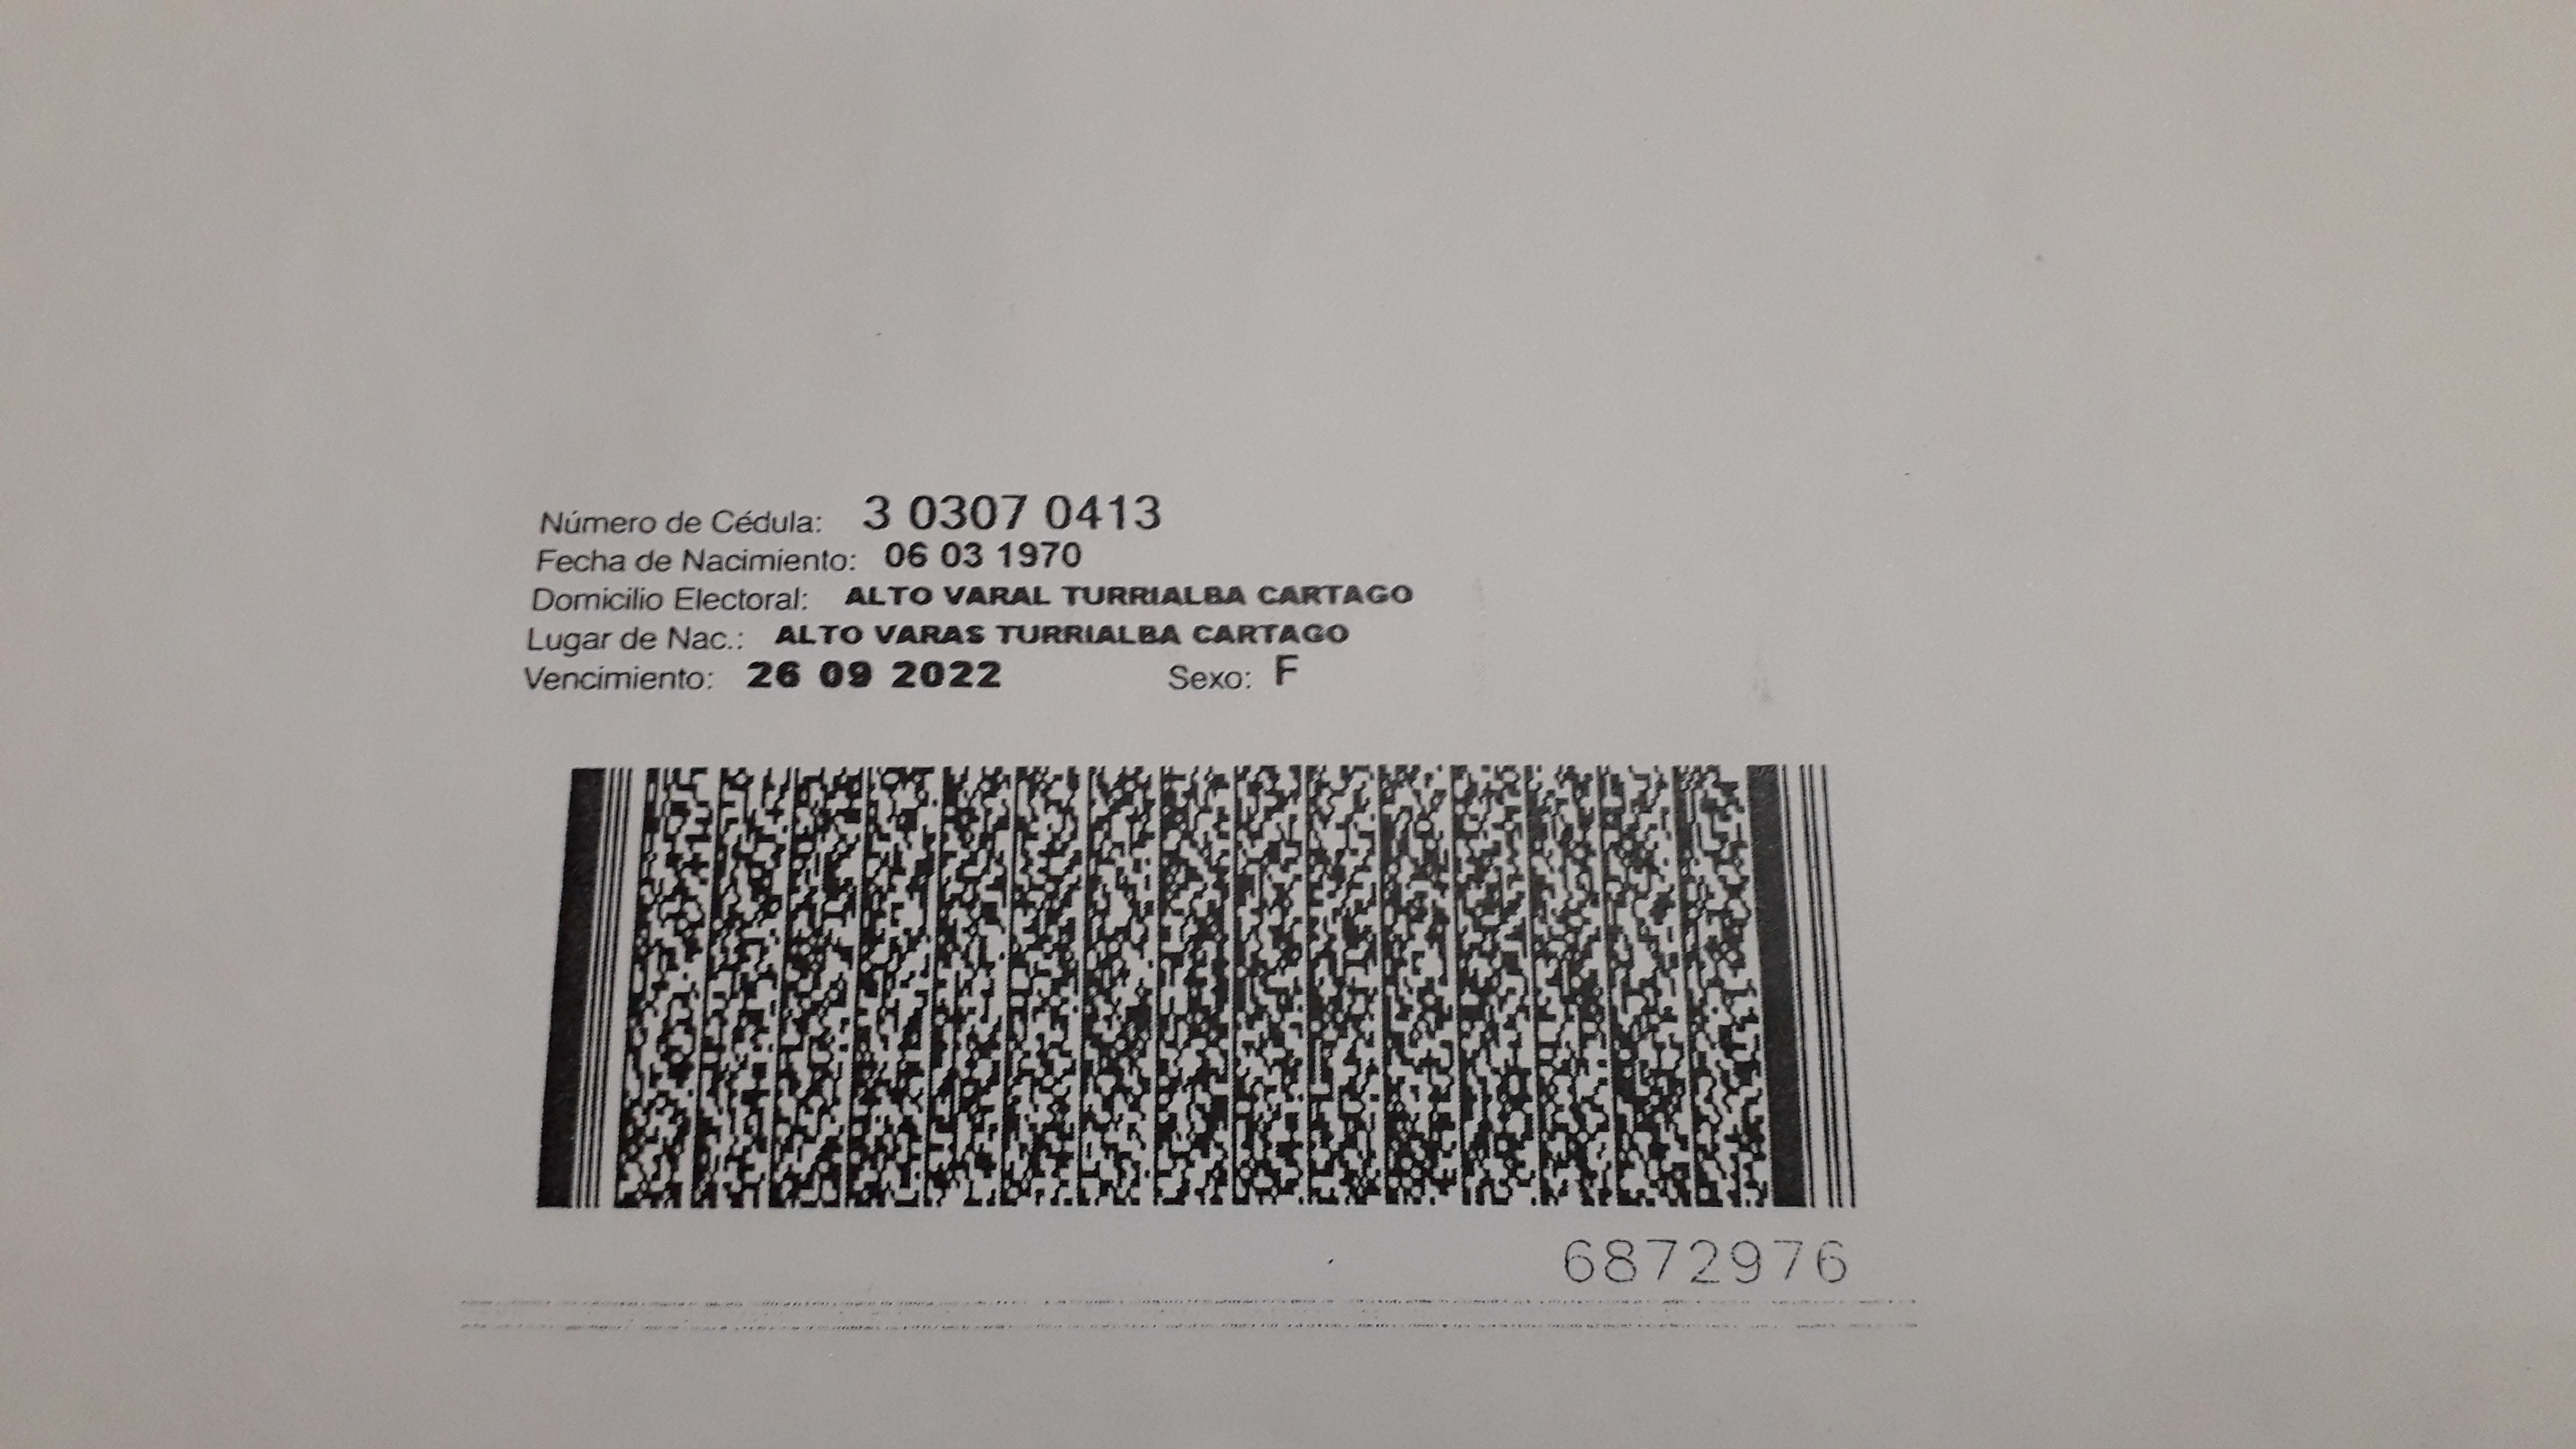 Número de Cédula: 3 0307 0413
Fecha de Nacimiento: 06 03 1970
Domicilio Electoral: ALTO VARAL TURRIALBA CARTAGO
Lugar de Nac.: ALTO VARAS TURRIALBA CARTAGO
Vencimiento: 26 09 2022 Sexo: F
6872976